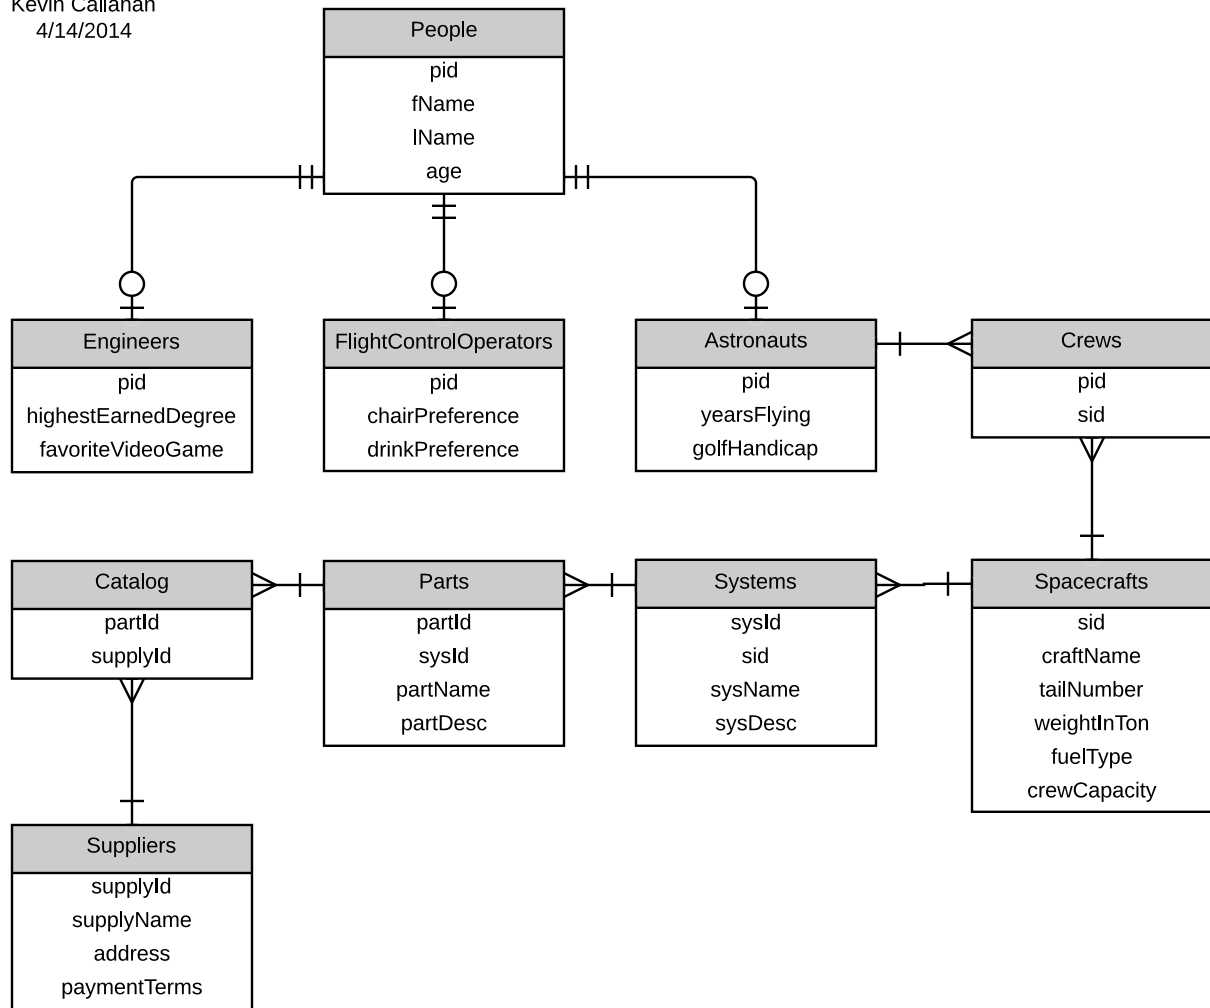 Kevin Callahan
4/14/2014
People
pid
fName
lName
age
Engineers
pid
highestEarnedDegree
favoriteVideoGame
FlightControlOperators
pid
chairPreference
drinkPreference
Astronauts
pid
yearsFlying
golfHandicap
Crews
pid
sid
Catalog
partId
supplyId
Parts
partId
sysId
partName
partDesc
Systems
sysId
sid
sysName
sysDesc
Spacecrafts
sid
craftName
tailNumber
weightInTon
fuelType
crewCapacity
Suppliers
supplyId
supplyName
address
paymentTerms